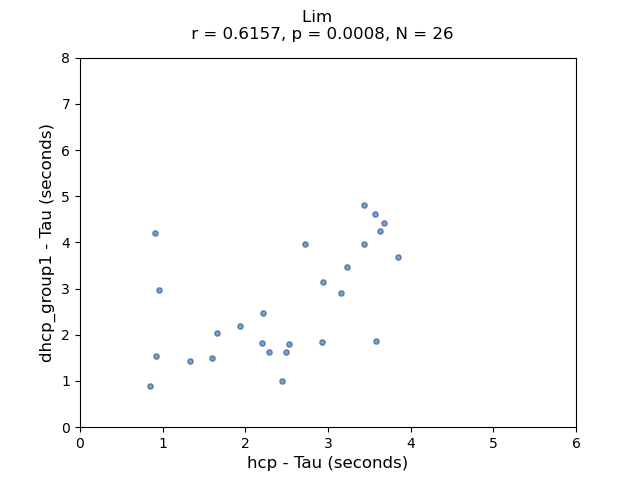 Lim
r = 0.6157, p = 0.0008, N = 26
8
7
6
5
4
3
2
1
0
dhcp_group1 - Tau (seconds)
0 1 2 3 4 5 6
hcp - Tau (seconds)